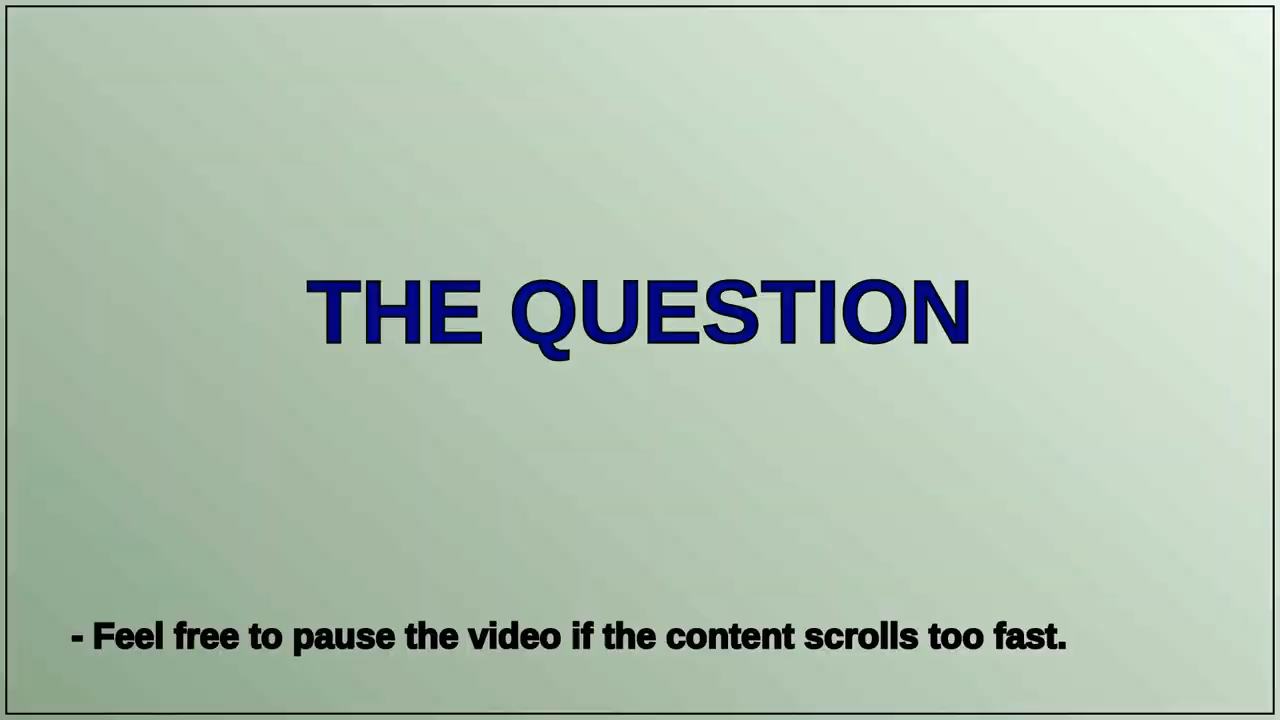 THE QUESTION
- Feel free to pause the video if the content scrolls too fast.